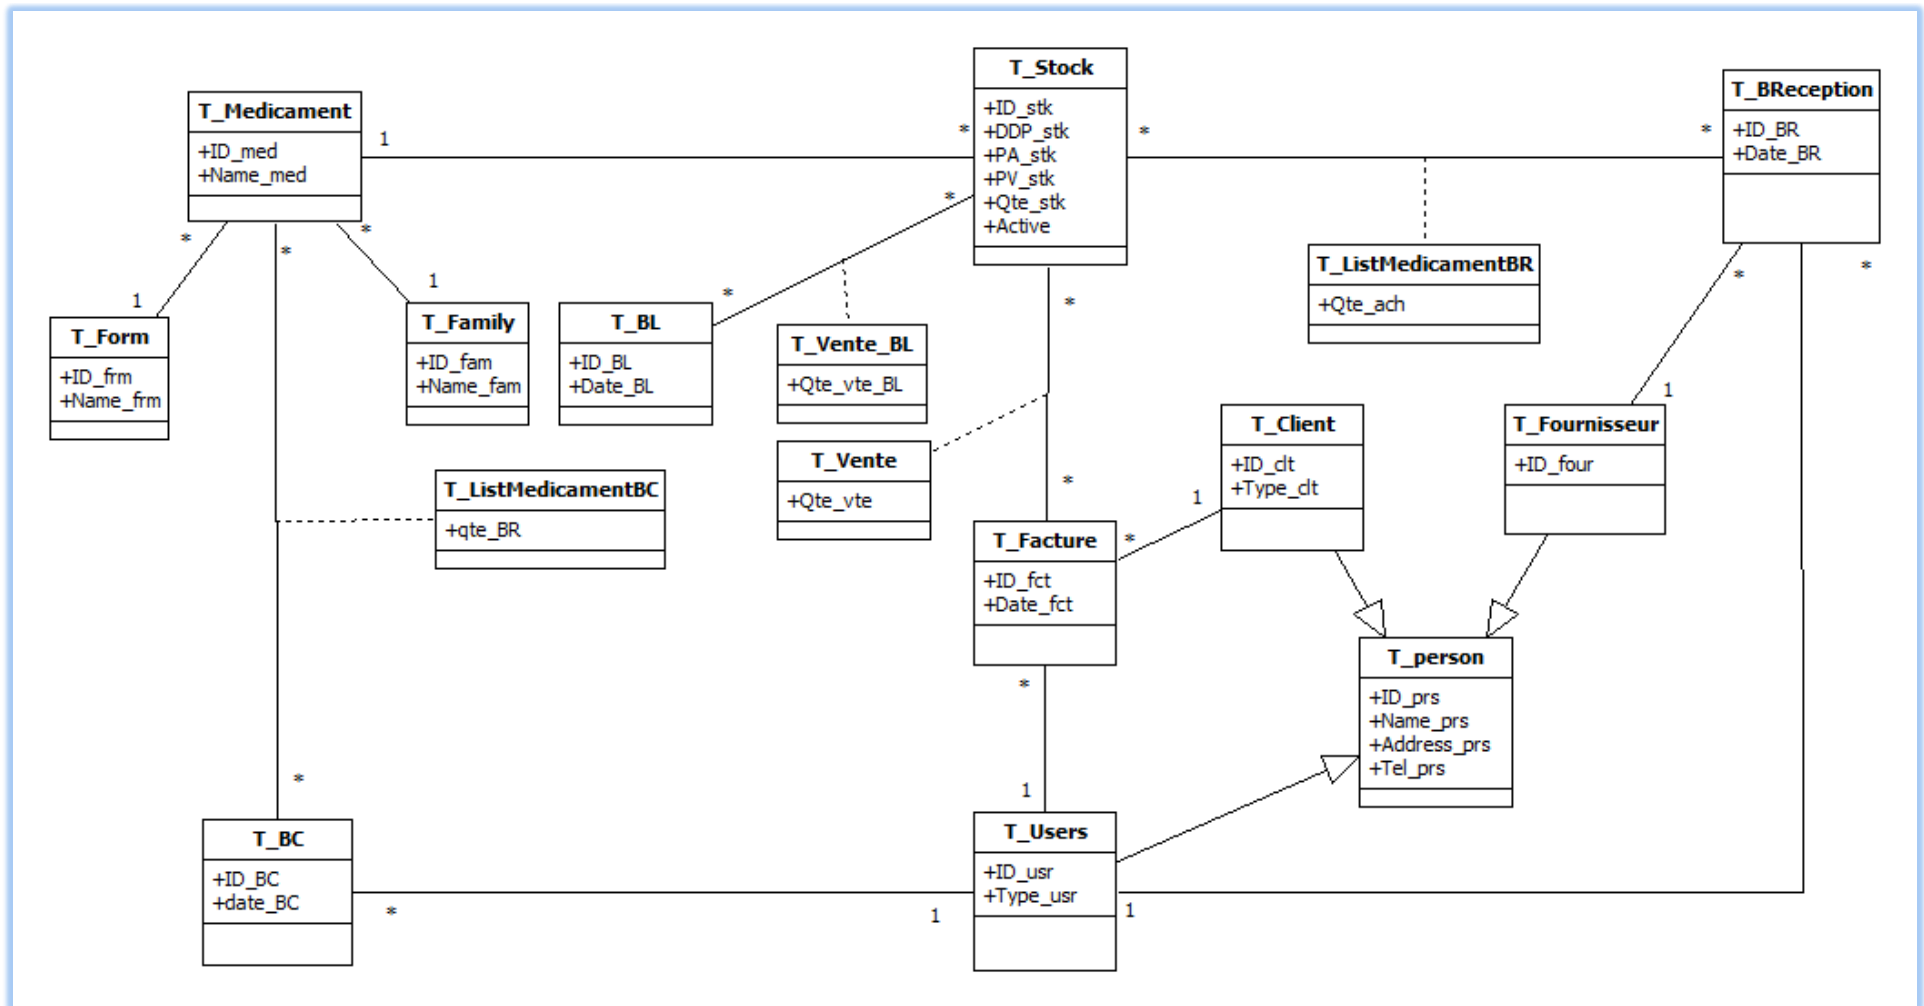 T_Medicament
+ID_med
+Name_med
T_Stock
+ID_stk
+DDP_stk
+PA_stk
+PV_stk
+Qte_stk
+Active
T_BReception
+ID_BR
+Date_BR
1
*
*
*
*
*
*
*
1
1
*
*
*
*
*
1
T_ListMedicamentBR
+Qte_ach
T_Form
+ID_frm
+Name_frm
T_Family
+ID_fam
+Name_fam
T_BL
+ID_BL
+Date_BL
T_Vente_BL
+Qte_vte_BL
T_Vente
+Qte_vte
T_Client
+ID_clt
+Type_clt
T_Fournisseur
+ID_four
T_ListMedicamentBC
+qte_BR
*
1
*
T_Facture
+ID_fct
+Date_fct
*
1
T_person
+ID_prs
+Name_prs
+Address_prs
+Tel_prs
*
T_BC
+ID_BC
+date_BC
T_Users
+ID_usr
+Type_usr
*
1
1